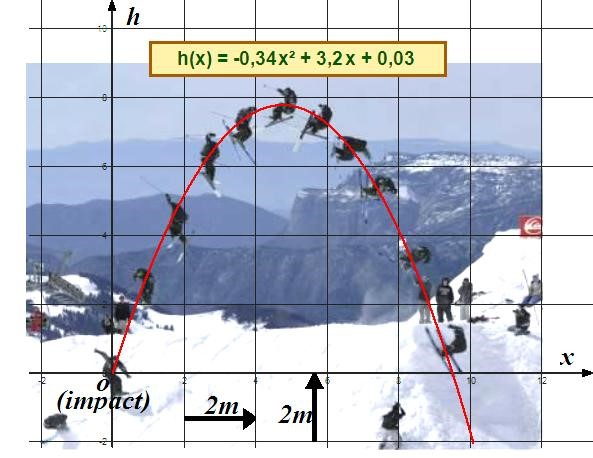 h
10
h(x) = -0,34x² + 3,2x + 0,03
8
6
4
2
x
-2 0 2 4 6 8 10 12
(impact)
2m 2m
-2